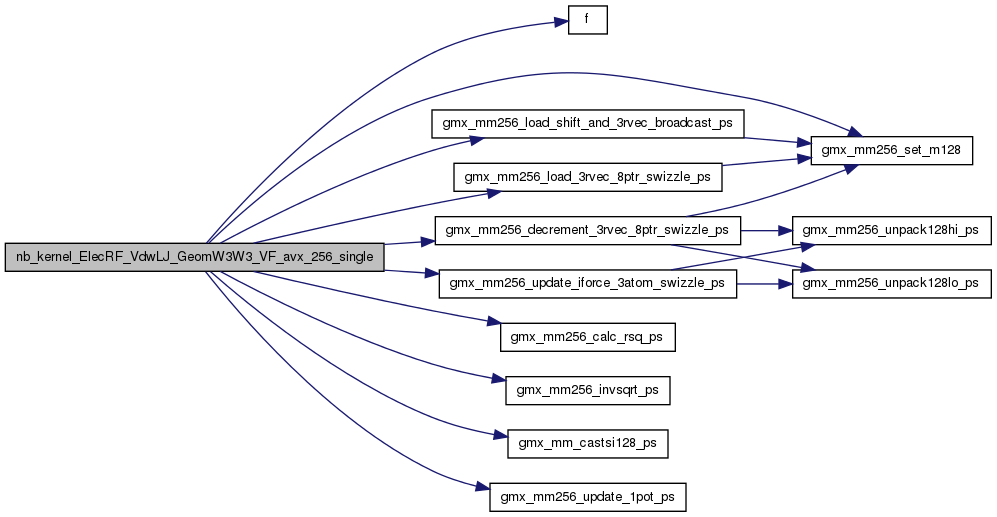 f
gmx_mm256_load_shift_and_3rvec_broadcast_ps
gmx_mm256_set_m128
gmx_mm256_load_3rvec_8ptr_swizzle_ps
gmx_mm256_decrement_3rvec_8ptr_swizzle_ps
gmx_mm256_unpack128hi_ps
nb_kernel_ElecRF_VdwLJ_GeomW3W3_VF_avx_256_single
gmx_mm256_update_iforce_3atom_swizzle_ps
gmx_mm256_unpack128lo_ps
gmx_mm256_calc_rsq_ps
gmx_mm256_invsqrt_ps
gmx_mm_castsi128_ps
gmx_mm256_update_1pot_ps